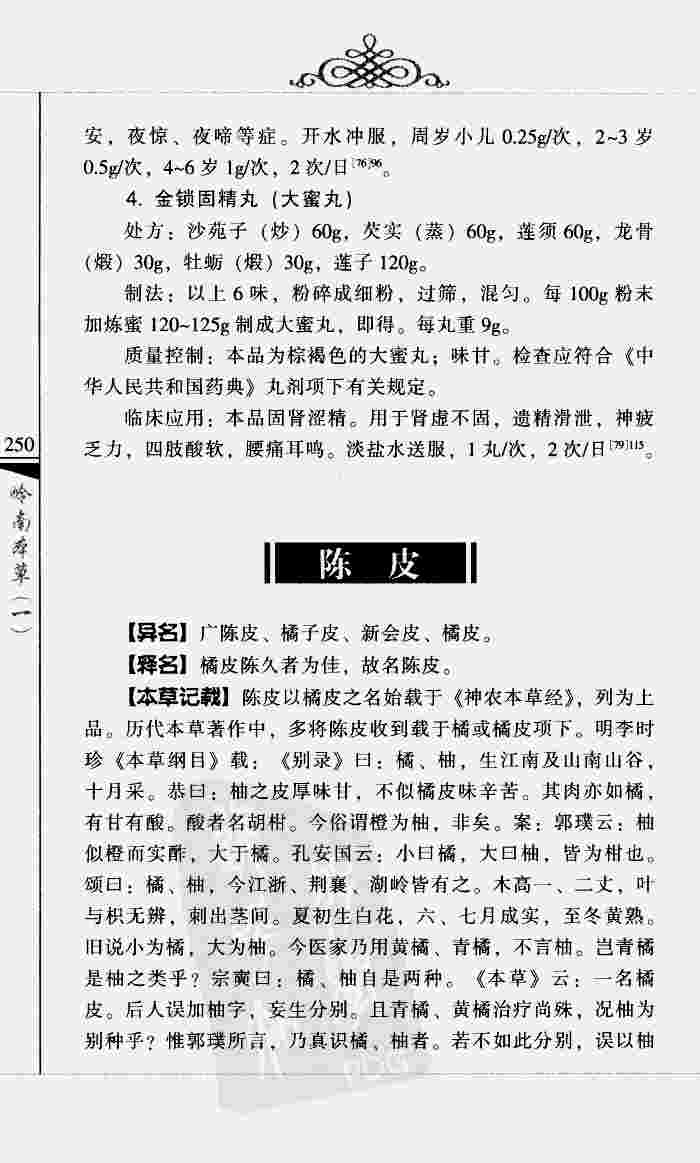 安，夜惊、夜啼等症。开水冲服，周岁小儿 0.25g/次，2~3 岁
0.5g/次，4~6 岁 1g/次，2 次/日[76]96。
4. 金锁固精丸（大蜜丸）
处方：沙苑子（炒）60g，芡实（蒸）60g，莲须 60g，龙骨
（煅）30g，牡蛎（煅）30g，莲子 120g。
制法：以上 6 味，粉碎成细粉，过筛，混匀。每 100g 粉末
加炼蜜 120~125g 制成大蜜丸，即得。每丸重 9g。
质量控制：本品为棕褐色的大蜜丸；味甘。检查应符合《中
华人民共和国药典》丸剂项下有关规定。
临床应用：本品固肾涩精。用于肾虚不固，遗精滑泄，神疲
乏力，四肢酸软，腰痛耳鸣。淡盐水送服，1 丸/次，2 次/日[79]115。
250
岭南本草（一）
陈 皮
【异名】广陈皮、橘子皮、新会皮、橘皮。
【释名】橘皮陈久者为佳，故名陈皮。
【本草记载】陈皮以橘皮之名始载于《神农本草经》，列为上
品。历代本草著作中，多将陈皮收到载于橘或橘皮项下。明李时
珍《本草纲目》载：《别录》曰：橘、柚，生江南及山南山谷，
十月采。恭曰：柚之皮厚味甘，不似橘皮味辛苦。其肉亦如橘，
有甘有酸。酸者名胡柑。今俗谓橙为柚，非矣。案：郭璞云：柚
似橙而实酢，大于橘。孔安国云：小曰橘，大曰柚，皆为柑也。
颂曰：橘、柚，今江浙、荆襄、湖岭皆有之。木高一、二丈，叶
与枳无辨，刺出茎间。夏初生白花，六、七月成实，至冬黄熟。
旧说小为橘，大为柚。今医家乃用黄橘、青橘，不言柚。岂青橘
是柚之类乎？宗奭曰：橘、柚自是两种。《本草》云：一名橘
皮。后人误加柚字，妄生分别。且青橘、黄橘治疗尚殊，况柚为
别种乎？惟郭璞所言，乃真识橘、柚者。若不如此分别，误以柚